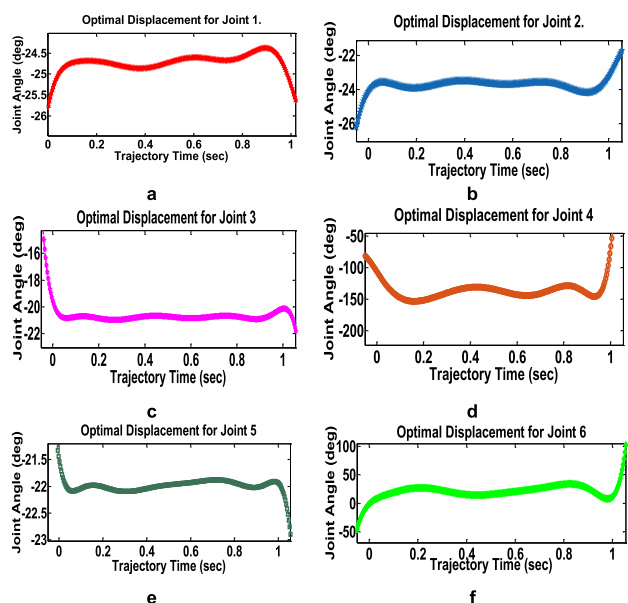 Optimal Displacement for Joint 1.
Joint Angle (deg)
-24.5
-25
-25.5
-26
0 0.2 0.4 0.6 0.8 1
Trajectory Time (sec)
a
Optimal Displacement for Joint 2.
Joint Angle (deg)
-22
-24
-26
0 0.2 0.4 0.6 0.8 1
Trajectory Time (sec)
b
Optimal Displacement for Joint 3
Joint Angle (deg)
-16
-18
-20
-22
0 0.2 0.4 0.6 0.8 1
Trajectory Time (sec)
c
Optimal Displacement for Joint 4
Joint Angle (deg)
-50
-100
-150
-200
0 0.2 0.4 0.6 0.8 1
Trajectory Time (sec)
d
Optimal Displacement for Joint 5
Joint Angle (deg)
-21.5
-22
-22.5
-23
0 0.2 0.4 0.6 0.8 1
Trajectory Time (sec)
e
Optimal Displacement for Joint 6
Joint Angle (deg)
100
50
0
-50
0 0.2 0.4 0.6 0.8 1
Trajectory Time (sec)
f